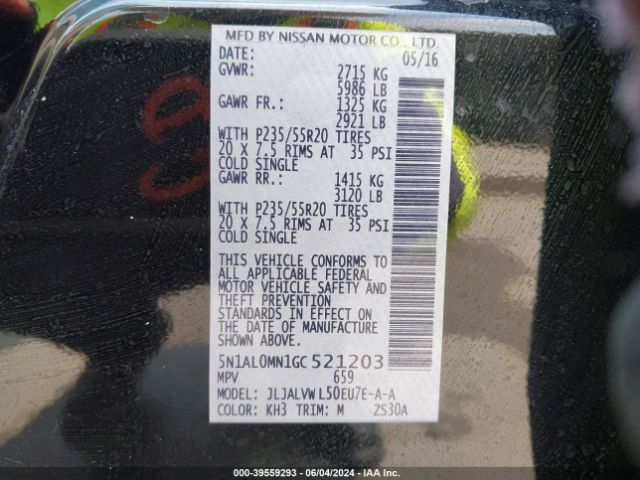 MFD BY NISSAN MOTOR CO., LTD.
DATE: 05/16
GVWR: 2715 KG
5986 LB
GAWR FR.: 1325 KG
2921 LB
WITH P235/55R20 TIRES
20 X 7.5 RIMS AT 35 PSI
COLD SINGLE
GAWR RR.: 1415 KG
3120 LB
WITH P235/55R20 TIRES
20 X 7.5 RIMS AT 35 PSI
COLD SINGLE
THIS VEHICLE CONFORMS TO
ALL APPLICABLE FEDERAL
MOTOR VEHICLE SAFETY AND
THEFT PREVENTION
STANDARDS IN EFFECT ON
THE DATE OF MANUFACTURE
SHOWN ABOVE.
5N1AL0MN1GC521203
MPV 659
MODEL: JLJALVWL50EU7E-A-A
COLOR: KH3 TRIM: M ZS30A
000-39559293 - 06/04/2024 - IAA Inc.